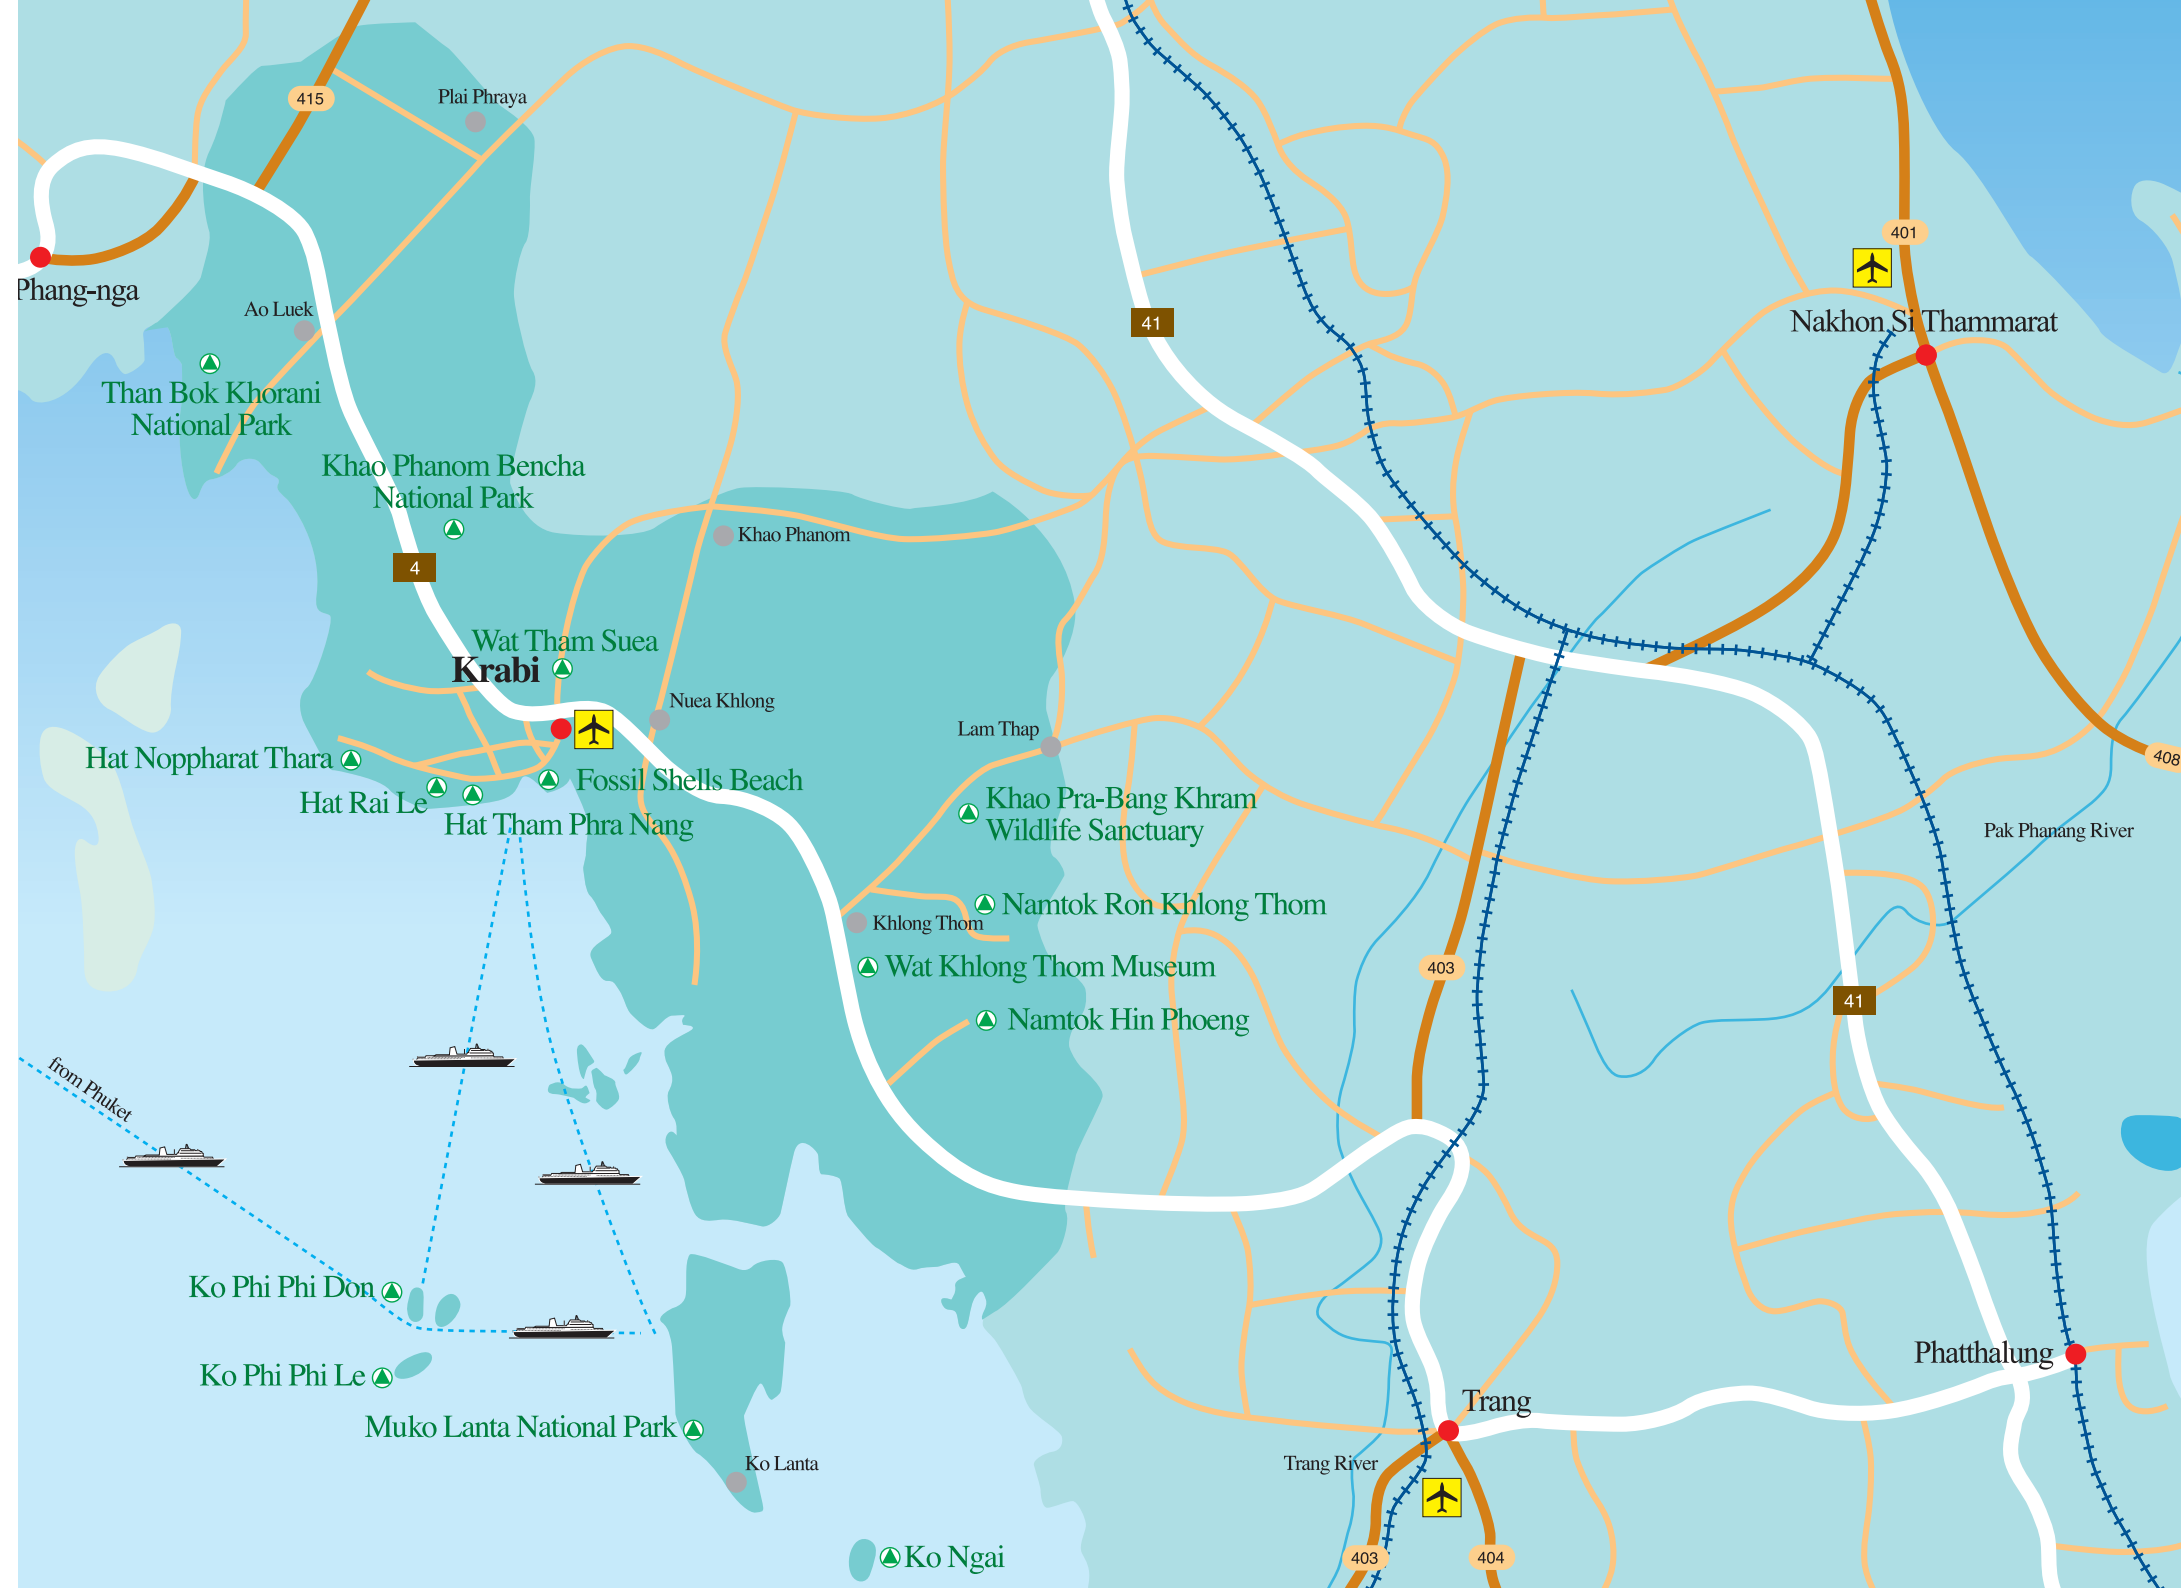 Plai Phraya
415
401
Phang-nga
Ao Luek
41
Nakhon Si Thammarat
Than Bok Khorani
National Park
Khao Phanom Bencha
National Park
Khao Phanom
4
Wat Tham Suea
Krabi
Nuea Khlong
Lam Thap
Hat Noppharat Thara
408
Fossil Shells Beach
Hat Rai Le
Khao Pra-Bang Khram
Wildlife Sanctuary
Hat Tham Phra Nang
Pak Phanang River
Namtok Ron Khlong Thom
Khlong Thom
Wat Khlong Thom Museum
403
41
Namtok Hin Phoeng
from Phuket
Ko Phi Phi Don
Phatthalung
Ko Phi Phi Le
Trang
Muko Lanta National Park
Ko Lanta
Trang River
Ko Ngai
403
404